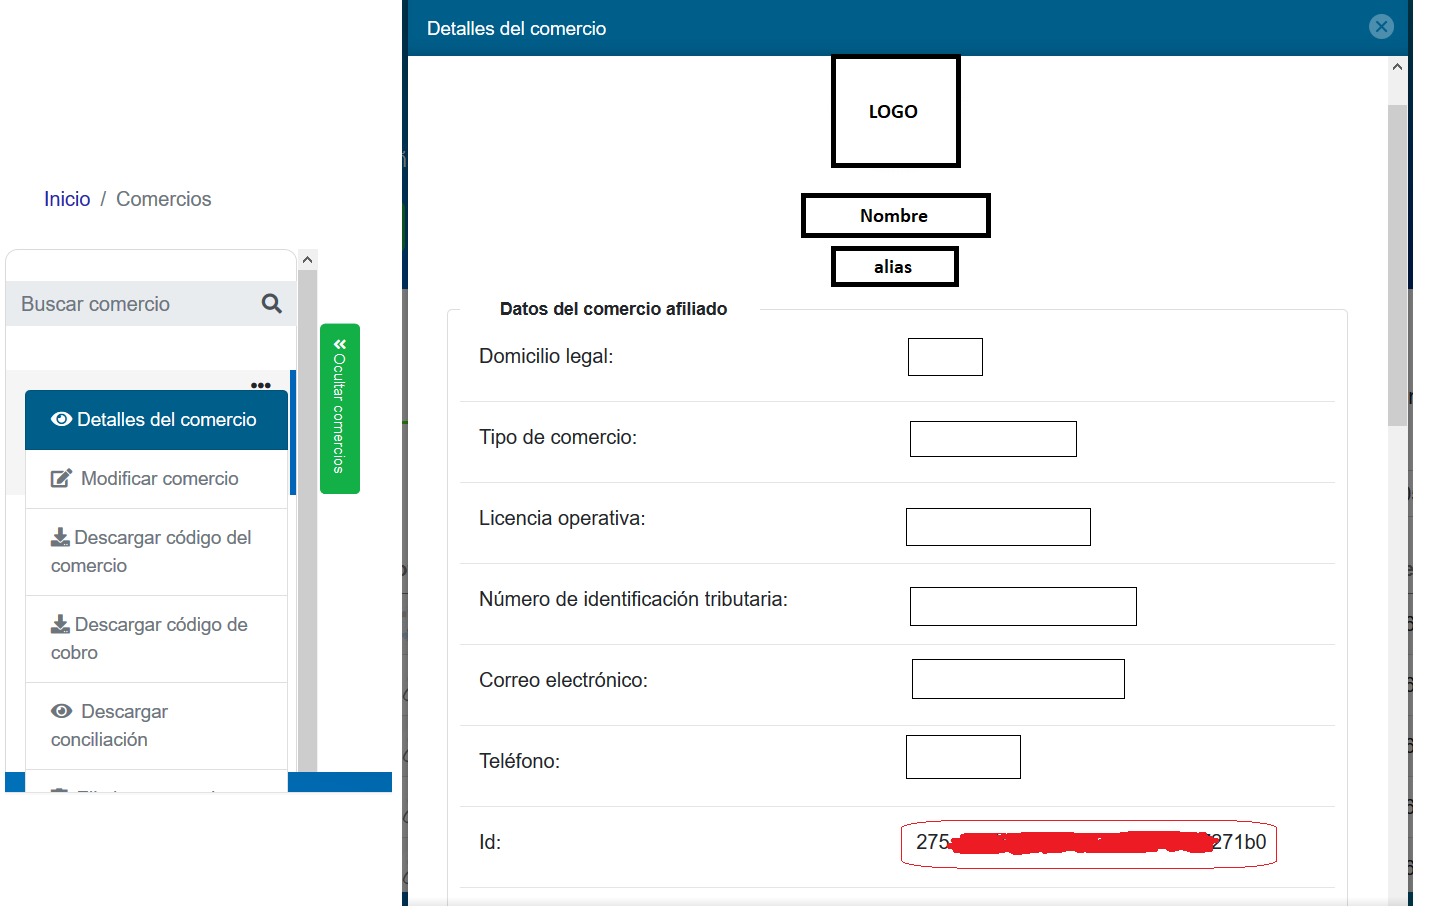 Inicio / Comercios
Buscar comercio
Ocultar comercios
Detalles del comercio
Modificar comercio
Descargar código del
comercio
Descargar código de
cobro
Descargar
conciliación
Detalles del comercio
LOGO
Nombre
alias
Datos del comercio afiliado
Domicilio legal:
Tipo de comercio:
Licencia operativa:
Número de identificación tributaria:
Correo electrónico:
Teléfono:
Id:
275 271b0